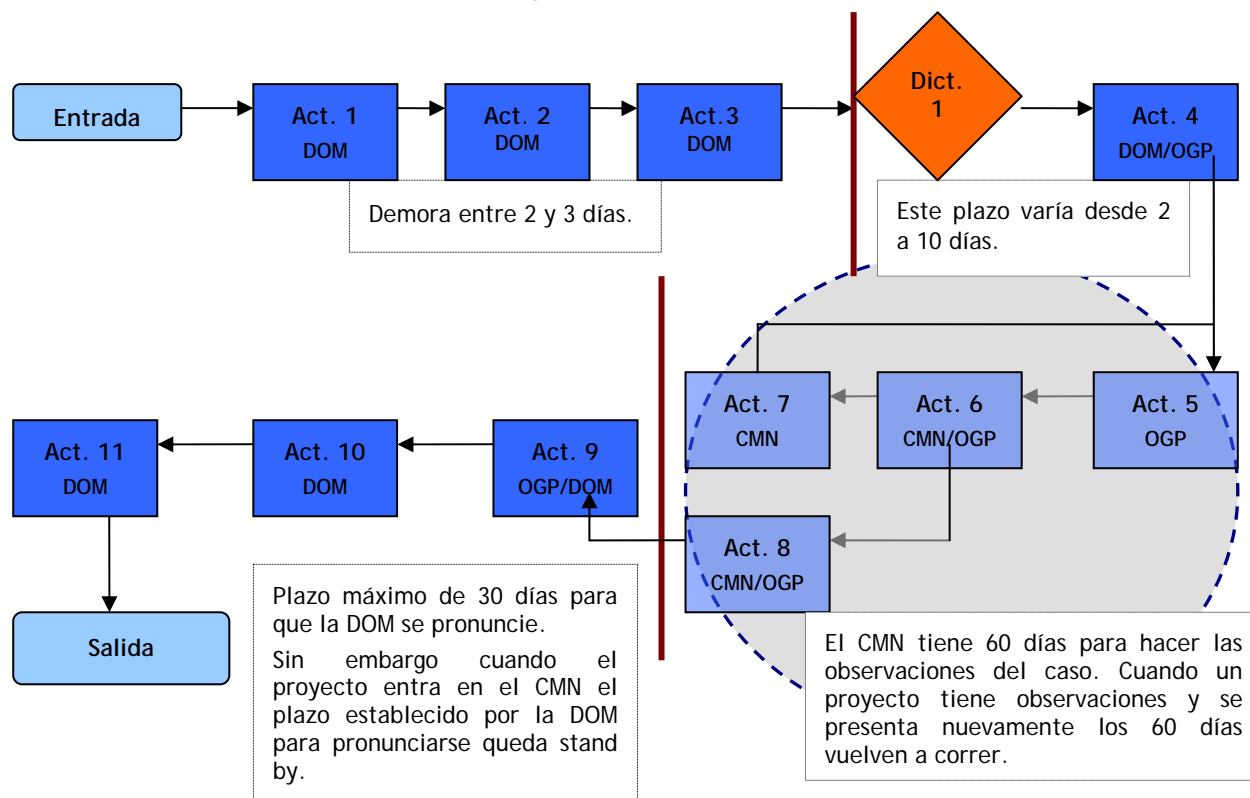 Entrada
Act. 1
DOM
Act. 2
DOM
Act.3
DOM
Dict.
1
Act. 4
DOM/OGP
Demora entre 2 y 3 días.
Este plazo varía desde 2
a 10 días.
Act. 11
DOM
Act. 10
DOM
Act. 9
OGP/DOM
Act. 7
CMN
Act. 6
CMN/OGP
Act. 5
OGP
Act. 8
CMN/OGP
Salida
Plazo máximo de 30 días para
que la DOM se pronuncie.
Sin embargo cuando el
proyecto entra en el CMN el
plazo establecido por la DOM
para pronunciarse queda stand
by.
El CMN tiene 60 días para hacer las
observaciones del caso. Cuando un
proyecto tiene observaciones y se
presenta nuevamente los 60 días
vuelven a correr.